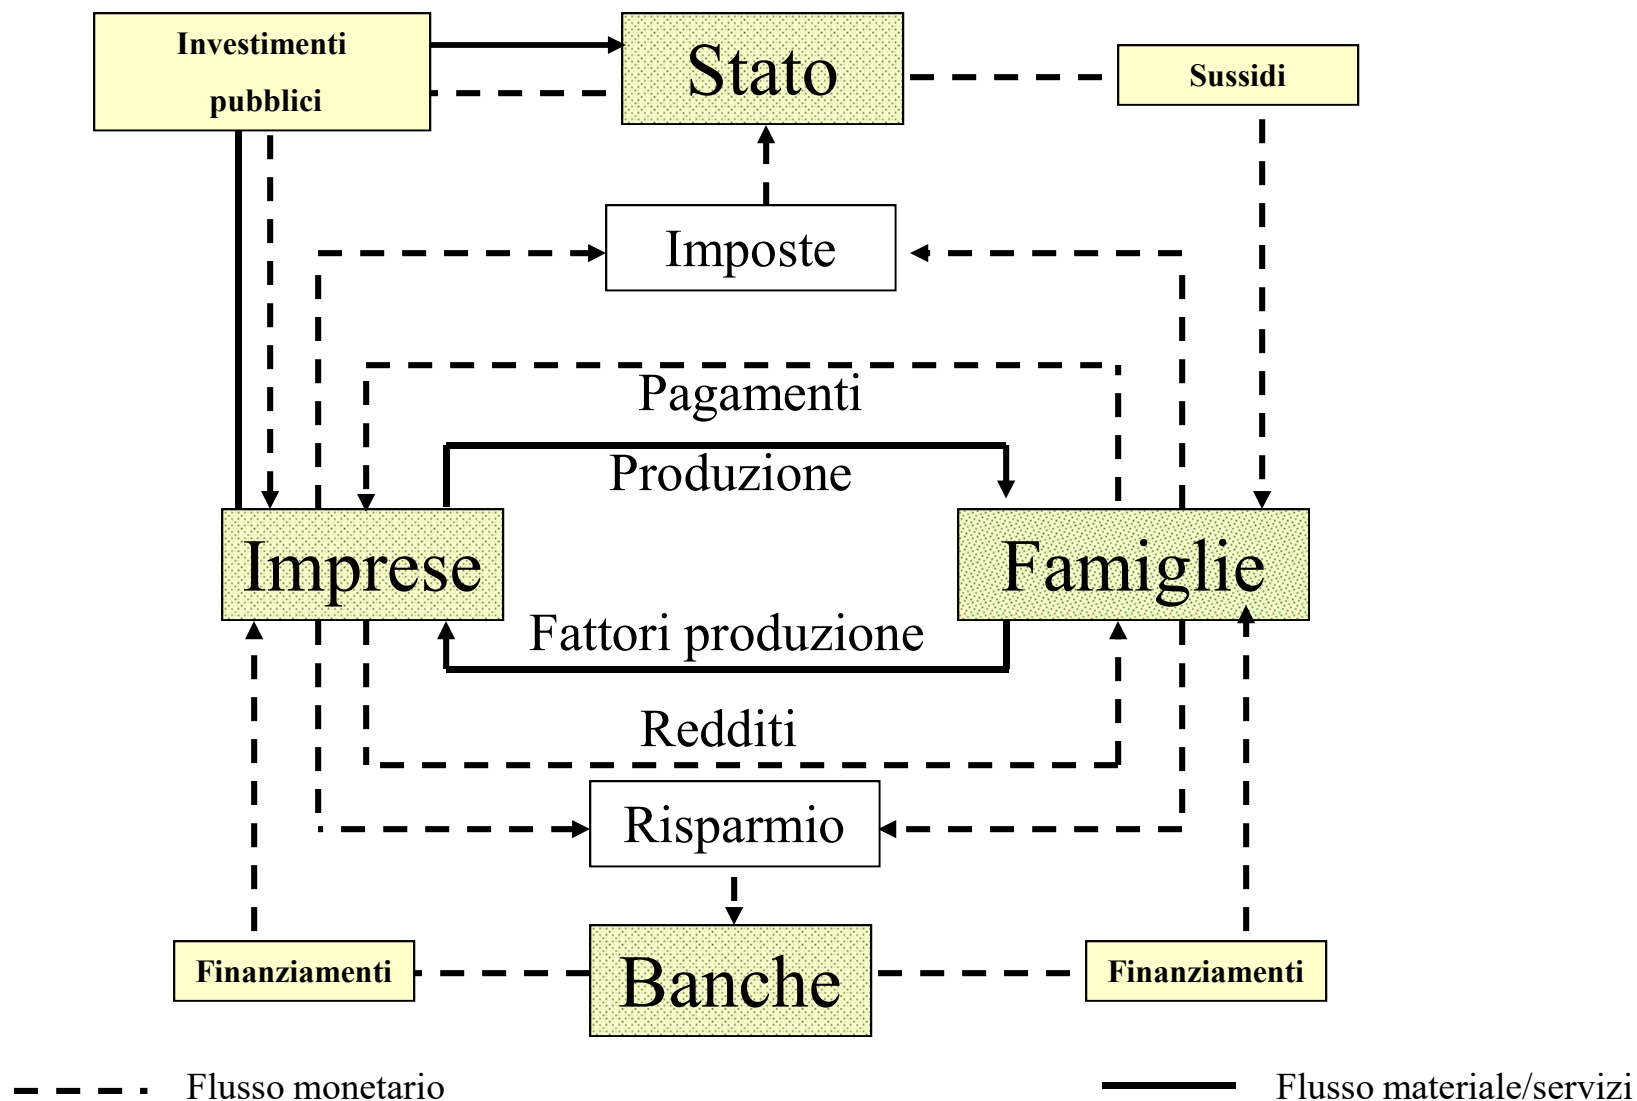 Investimenti
pubblici
Stato
Sussidi
Imposte
Pagamenti
Produzione
Imprese
Famiglie
Fattori produzione
Redditi
Risparmio
Finanziamenti
Banche
Finanziamenti
Flusso monetario
Flusso materiale/servizi